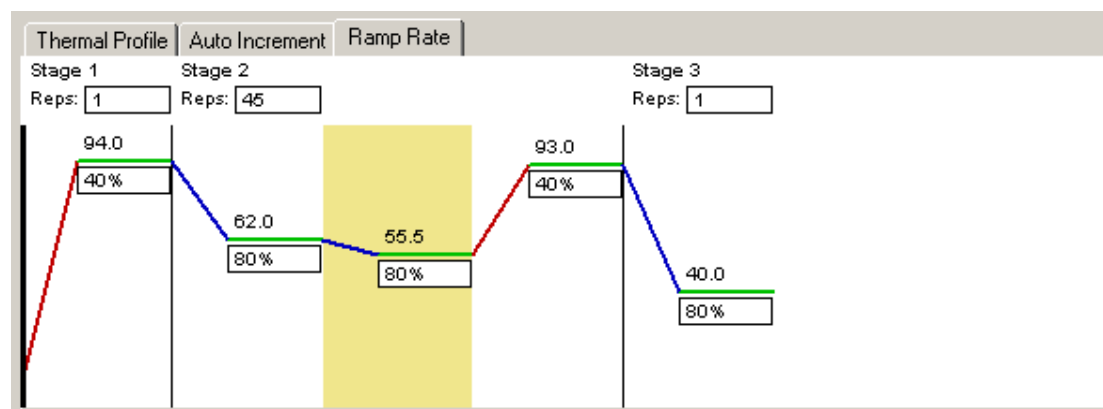 Thermal Profile Auto Increment Ramp Rate
Stage 1 Stage 2 Stage 3
Reps: 1 Reps: 45 Reps: 1
94.0 93.0
40% 40%
62.0 55.5
80% 80%
40.0
80%